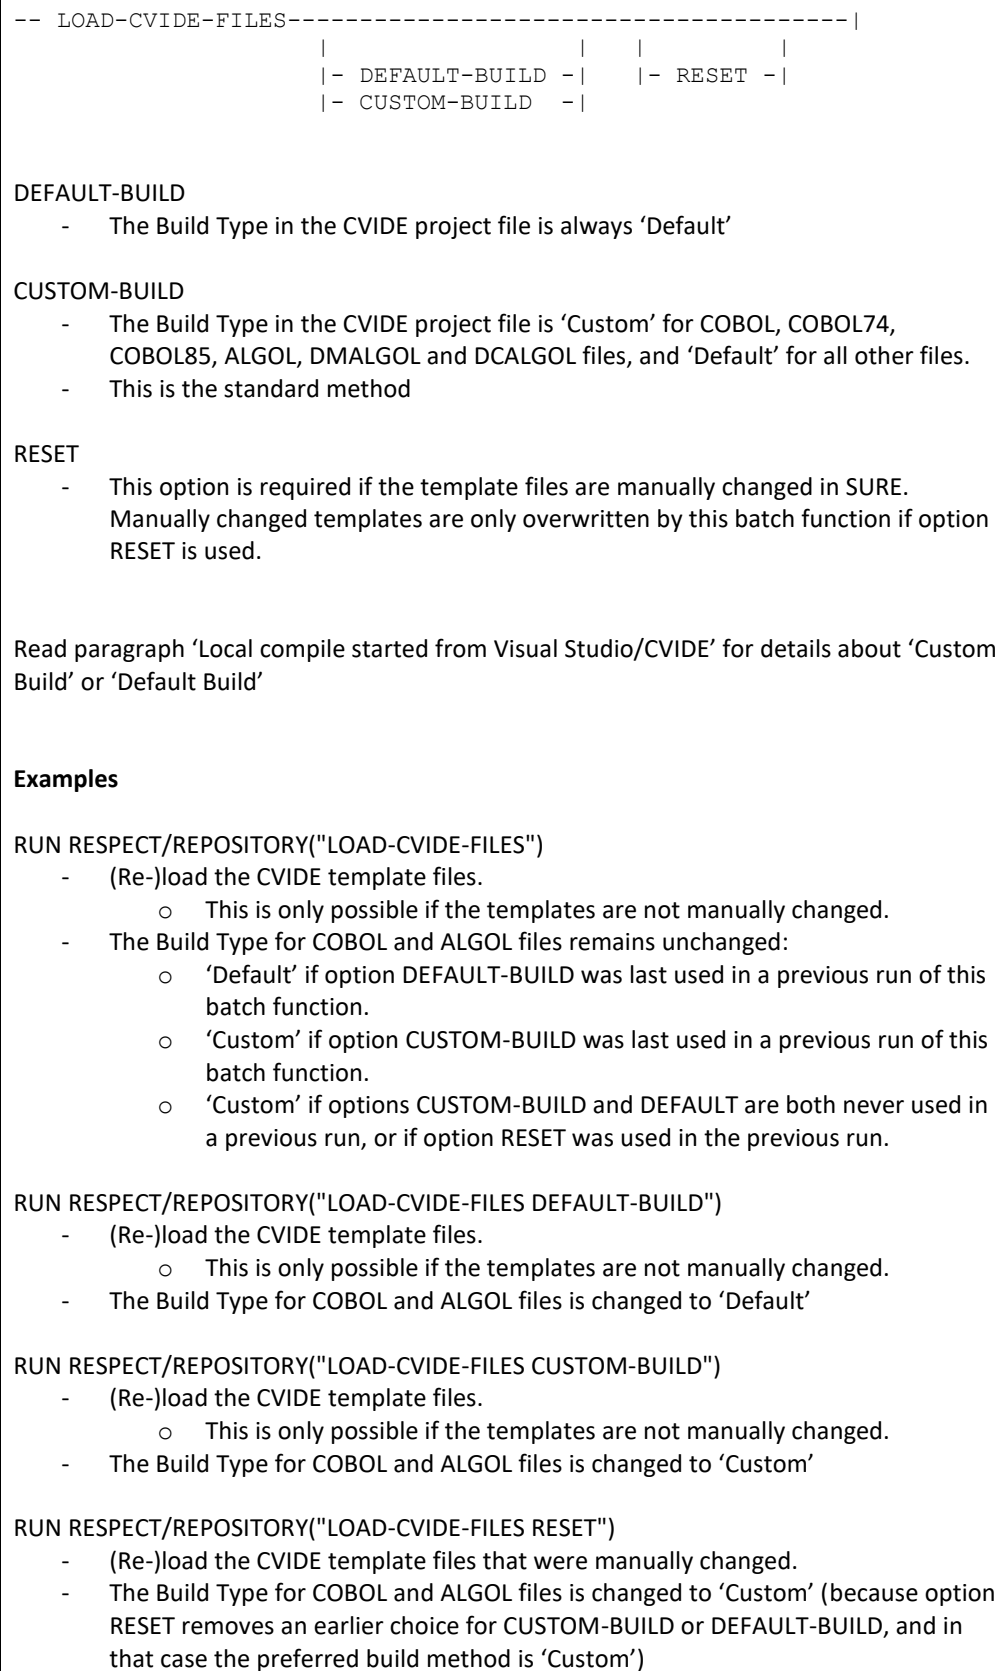 -- LOAD-CVIDE-FILES---------------------------------------|
                     |                 |   |         |
                     |- DEFAULT-BUILD -|   |- RESET -|
                     |- CUSTOM-BUILD  -|
DEFAULT-BUILD
- The Build Type in the CVIDE project file is always ‘Default’
CUSTOM-BUILD
- The Build Type in the CVIDE project file is ‘Custom’ for COBOL, COBOL74,
COBOL85, ALGOL, DMALGOL and DCALGOL files, and ‘Default’ for all other files.
- This is the standard method
RESET
- This option is required if the template files are manually changed in SURE.
Manually changed templates are only overwritten by this batch function if option
RESET is used.
Read paragraph ‘Local compile started from Visual Studio/CVIDE’ for details about ‘Custom
Build’ or ‘Default Build’
Examples
RUN RESPECT/REPOSITORY("LOAD-CVIDE-FILES")
- (Re-)load the CVIDE template files.
o This is only possible if the templates are not manually changed.
- The Build Type for COBOL and ALGOL files remains unchanged:
o ‘Default’ if option DEFAULT-BUILD was last used in a previous run of this
batch function.
o ‘Custom’ if option CUSTOM-BUILD was last used in a previous run of this
batch function.
o ‘Custom’ if options CUSTOM-BUILD and DEFAULT are both never used in
a previous run, or if option RESET was used in the previous run.
RUN RESPECT/REPOSITORY("LOAD-CVIDE-FILES DEFAULT-BUILD")
- (Re-)load the CVIDE template files.
o This is only possible if the templates are not manually changed.
- The Build Type for COBOL and ALGOL files is changed to ‘Default’
RUN RESPECT/REPOSITORY("LOAD-CVIDE-FILES CUSTOM-BUILD")
- (Re-)load the CVIDE template files.
o This is only possible if the templates are not manually changed.
- The Build Type for COBOL and ALGOL files is changed to ‘Custom’
RUN RESPECT/REPOSITORY("LOAD-CVIDE-FILES RESET")
- (Re-)load the CVIDE template files that were manually changed.
- The Build Type for COBOL and ALGOL files is changed to ‘Custom’ (because option
RESET removes an earlier choice for CUSTOM-BUILD or DEFAULT-BUILD, and in
that case the preferred build method is ‘Custom’)